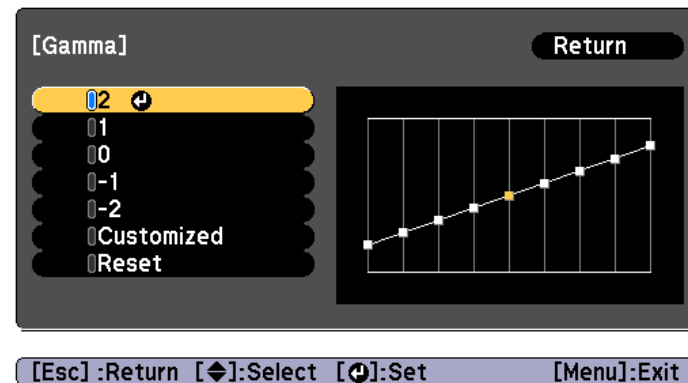 [Gamma] Return
2
1
0
-1
-2
Customized
Reset
[Esc] :Return [◆]:Select [↵]:Set [Menu]:Exit